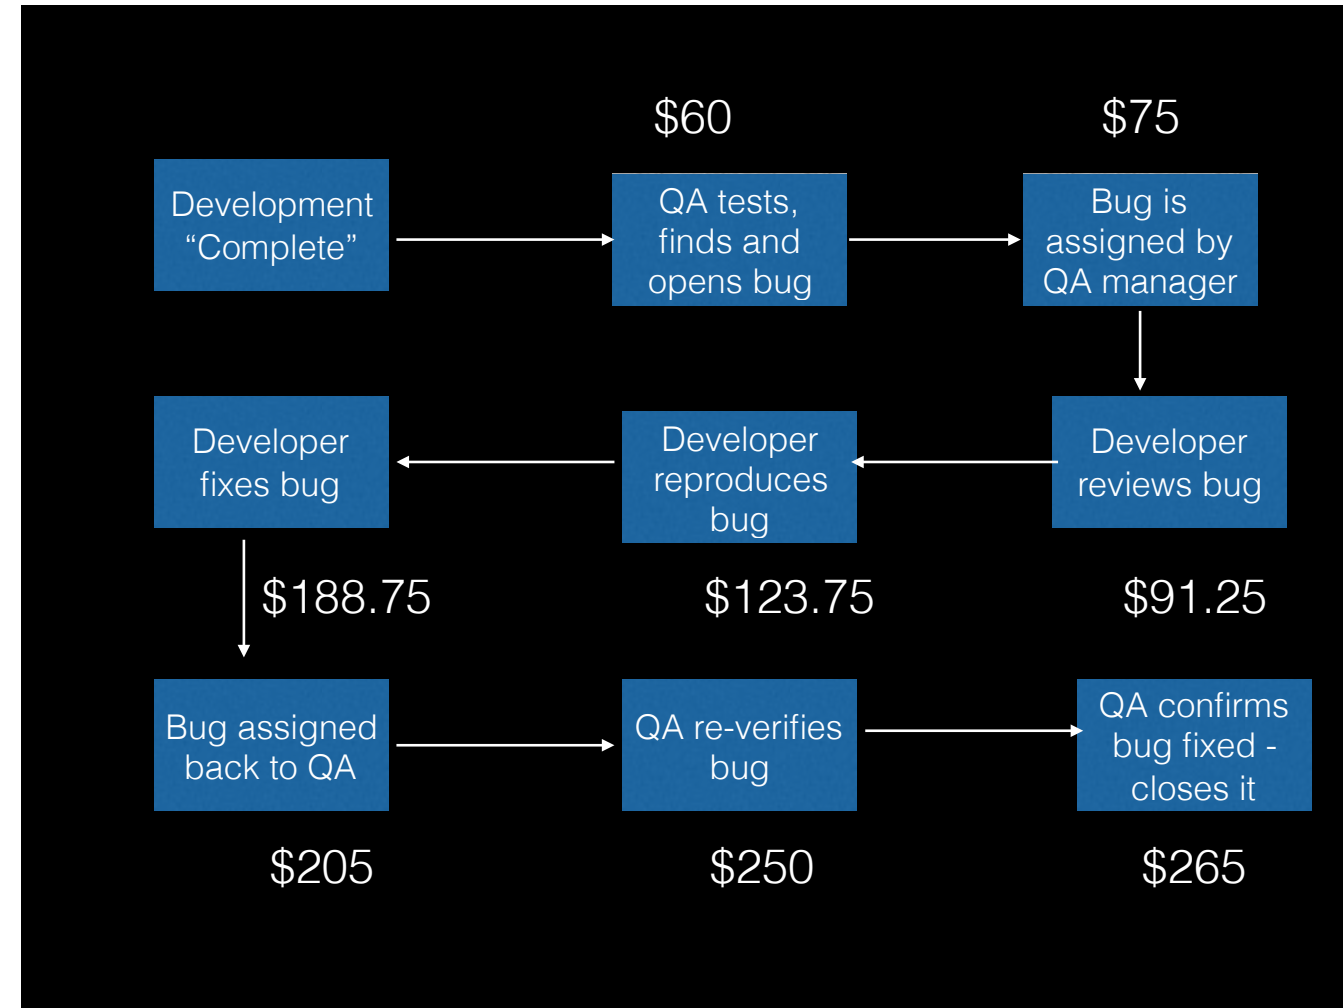 $60
$75
Development
“Complete”
QA tests,
finds and
opens bug
Bug is
assigned by
QA manager
Developer
fixes bug
Developer
reproduces
bug
Developer
reviews bug
$188.75
$123.75
$91.25
Bug assigned
back to QA
QA re-verifies
bug
QA confirms
bug fixed -
closes it
$205
$250
$265